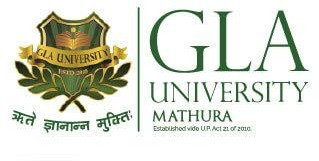 GLA UNIVERSITY
ESTD.2010
ऋते ज्ञानान्न मुक्तिः
GLA
UNIVERSITY
MATHURA
Established vide U.P. Act 21 of 2010.